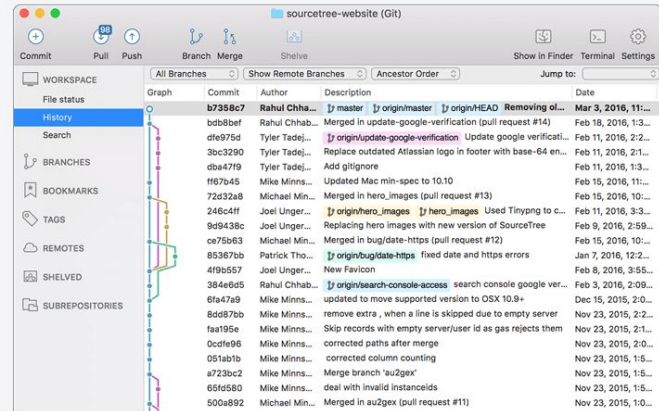 sourcetree-website (Git)
98
Commit Pull Push Branch Merge Shelve Show in Finder Terminal Settings
All Branches Show Remote Branches Ancestor Order Jump to:
WORKSPACE
File status
History
Search
BRANCHES
BOOKMARKS
TAGS
REMOTES
SHELVED
SUBREPOSITORIES
Graph Commit Author Description Date
b7358c7 Rahul Chhab... master origin/master origin/HEAD Removing ol... Mar 3, 2016, 11:...
bdb8bef Rahul Chhab... Merged in update-google-verification (pull request #14) Feb 18, 2016, 1:3...
dfe975d Tyler Tadej... origin/update-google-verification Update google verificati... Feb 11, 2016, 2:2...
3bc3290 Tyler Tadej... Replace outdated Atlassian logo in footer with base-64 en... Feb 11, 2016, 2:1...
dba47f9 Tyler Tadej... Add gitignore Feb 11, 2016, 1:3...
ff67b45 Mike Minns... Updated Mac min-spec to 10.10 Feb 15, 2016, 11:...
72d32a8 Michael Min... Merged in hero_images (pull request #13) Feb 15, 2016, 10:...
246c4ff Joel Unger... origin/hero_images hero_images Used Tinypng to c... Feb 11, 2016, 3:3...
9d9438c Joel Unger... Replacing hero images with new version of SourceTree Feb 9, 2016, 2:59...
ce75b63 Michael Min... Merged in bug/date-https (pull request #12) Feb 15, 2016, 10:...
85367bb Patrick Tho... origin/bug/date-https fixed date and https errors Jan 7, 2016, 12:2...
4f9b557 Joel Unger... New Favicon Feb 8, 2016, 3:55...
384e6d5 Rahul Chhab... origin/search-console-access search console google ver... Feb 3, 2016, 2:09...
6fa47a9 Mike Minns... updated to move supported version to OSX 10.9+ Dec 15, 2015, 2:0...
8dd87bb Mike Minns... remove extra , when a line is skipped due to empty server Nov 23, 2015, 2:2...
faa195e Mike Minns... Skip records with empty server/user id as gas rejects them Nov 23, 2015, 2:1...
0cdfe96 Mike Minns... corrected paths after merge Nov 23, 2015, 2:0...
051ab1b Mike Minns... corrected column counting Nov 23, 2015, 1:5...
a723bc2 Mike Minns... Merge branch 'au2gex' Nov 23, 2015, 1:5...
65fd580 Mike Minns... deal with invalid instanceids Nov 23, 2015, 1:5...
500a892 Michael Min... Merged in au2gex (pull request #11) Nov 23, 2015, 1:0...